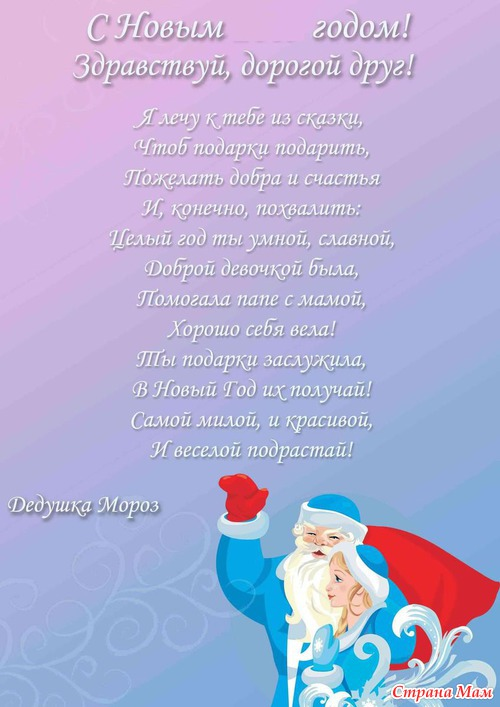 С Новым годом!
Здравствуй, дорогой друг!
Я лечу к тебе из сказки,
Чтоб подарки подарить,
Пожелать добра и счастья
И, конечно, похвалить:
Целый год ты умной, славной,
Доброй девочкой была,
Помогала папе с мамой,
Хорошо себя вела!
Ты подарки заслужила,
В Новый Год их получай!
Самой милой, и красивой,
И веселой подрастай!
Дедушка Мороз
Страна Мам